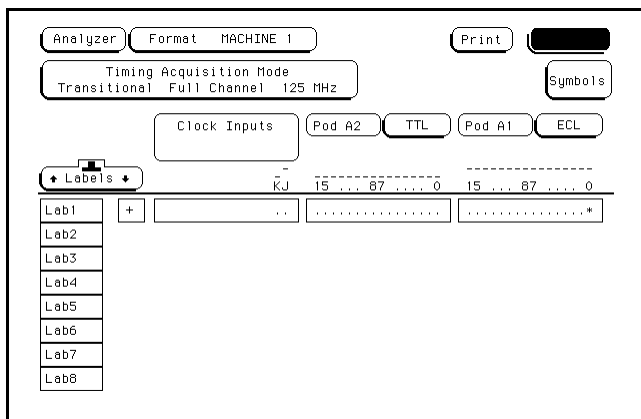 Analyzer Format MACHINE 1 Print
Timing Acquisition Mode
Transitional Full Channel 125 MHz
Symbols
Clock Inputs Pod A2 TTL Pod A1 ECL
↑ Labels ↓
KJ 15 ... 87 .... 0 15 ... 87 .... 0
Lab1 + .. ................ ...............*
Lab2
Lab3
Lab4
Lab5
Lab6
Lab7
Lab8